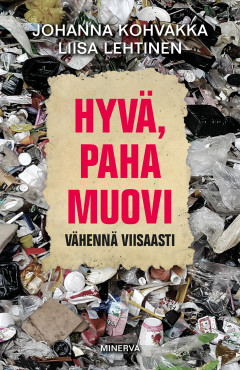 JOHANNA KOHVAKKA
LIISA LEHTINEN
HYVÄ,
PAHA
MUOVI
VÄHENNÄ VIISAASTI
MINERVA